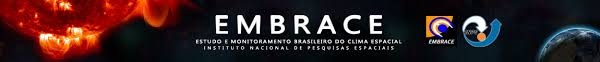 EMBRACE
ESTUDO E MONITORAMENTO BRASILEIRO DO CLIMA ESPACIAL
INSTITUTO NACIONAL DE PESQUISAS ESPACIAIS
EMBRACE